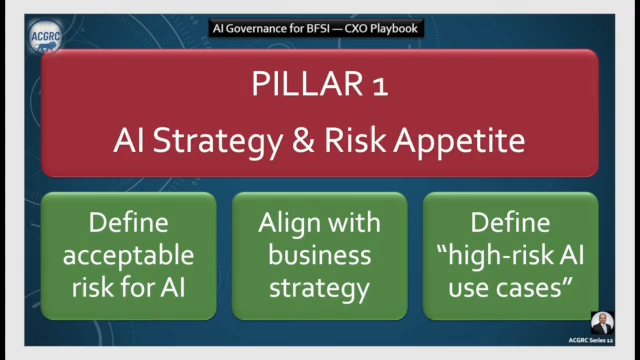 AI Governance for BFSI — CXO Playbook
ACGRC
PILLAR 1
AI Strategy & Risk Appetite
Define
acceptable
risk for AI
Align with
business
strategy
Define
“high-risk AI
use cases”
ACGRC Series 12